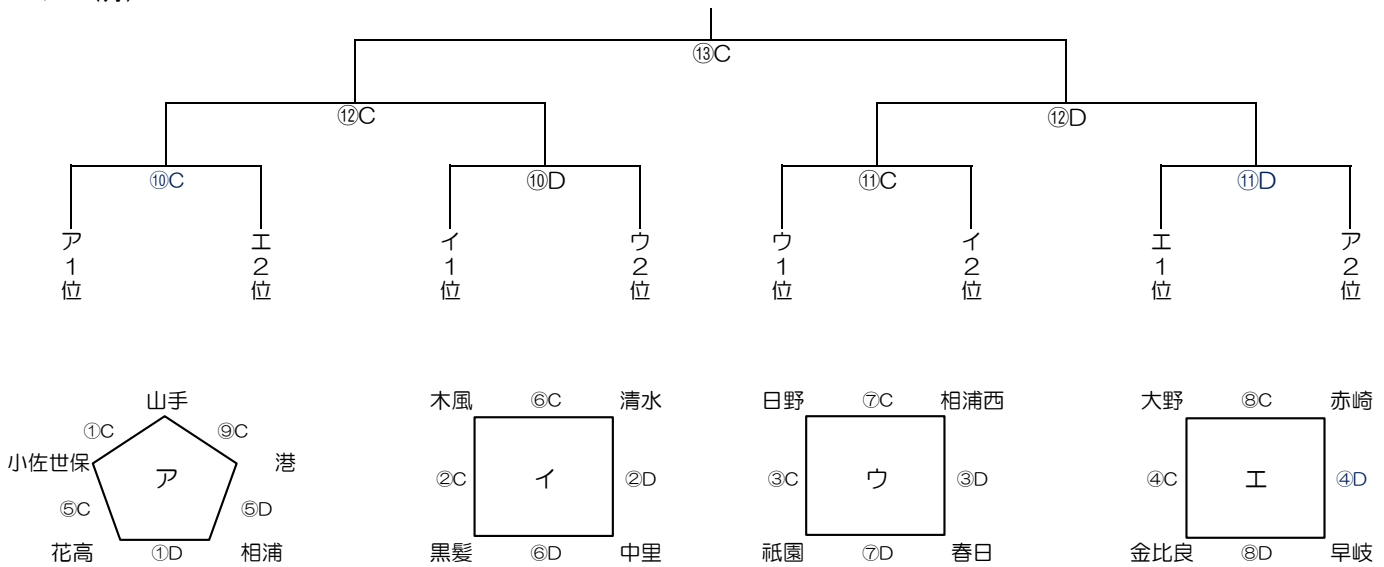 ⑬C
⑫C ⑫D
⑩C ⑩D ⑪C ⑪D
ア1位 エ2位 イ1位 ウ2位 ウ1位 イ2位 エ1位 ア2位
山手 木風 ⑥C 清水 日野 ⑦C 相浦西 大野 ⑧C 赤崎
①C ⑨C
小佐世保 ア 港 ②C イ ②D ③C ウ ③D ④C エ ④D
⑤C ⑤D
花高 ①D 相浦 黒髪 ⑥D 中里 祇園 ⑦D 春日 金比良 ⑧D 早岐